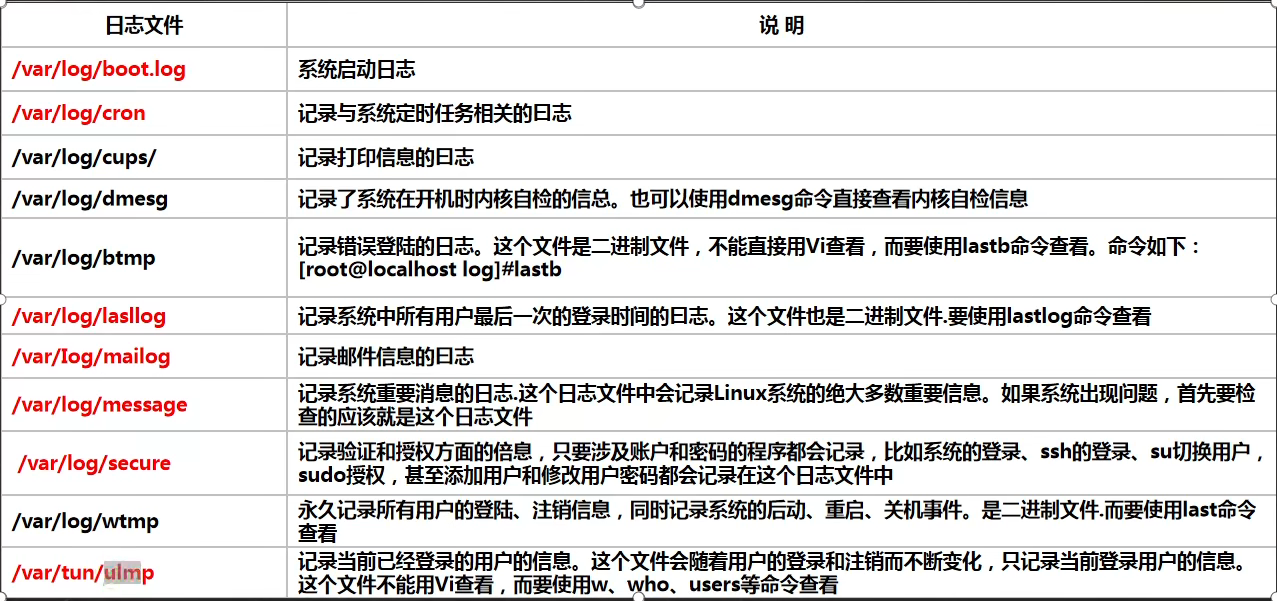 日志文件
说 明
/var/log/boot.log
系统启动日志
/var/log/cron
记录与系统定时任务相关的曰志
/var/log/cups/
记录打印信息的曰志
/var/log/dmesg
记录了系统在开机时内核自检的信总。也可以使用dmesg命令直接查看内核自检信息
/var/log/btmp
记录错误登陆的日志。这个文件是二进制文件，不能直接用Vi查看，而要使用lastb命令查看。命令如下：
[root@localhost log]#lastb
/var/log/lasllog
记录系统中所有用户最后一次的登录时间的曰志。这个文件也是二进制文件.要使用lastlog命令查看
/var/Iog/mailog
记录邮件信息的曰志
/var/log/message
记录系统重要消息的日志.这个日志文件中会记录Linux系统的绝大多数重要信息。如果系统出现问题，首先要检
查的应该就是这个日志文件
/var/log/secure
记录验证和授权方面的倍息，只要涉及账户和密码的程序都会记录，比如系统的登录、ssh的登录、su切换用户，
sudo授权，甚至添加用户和修改用户密码都会记录在这个日志文件中
/var/log/wtmp
永久记录所有用户的登陆、注销信息，同时记录系统的后动、重启、关机事件。是二进制文件.而要使用last命令
查看
/var/tun/ulmp
记录当前已经登录的用户的信息。这个文件会随着用户的登录和注销而不断变化，只记录当前登录用户的信息。
这个文件不能用Vi查看，而要使用w、who、users等命令查看